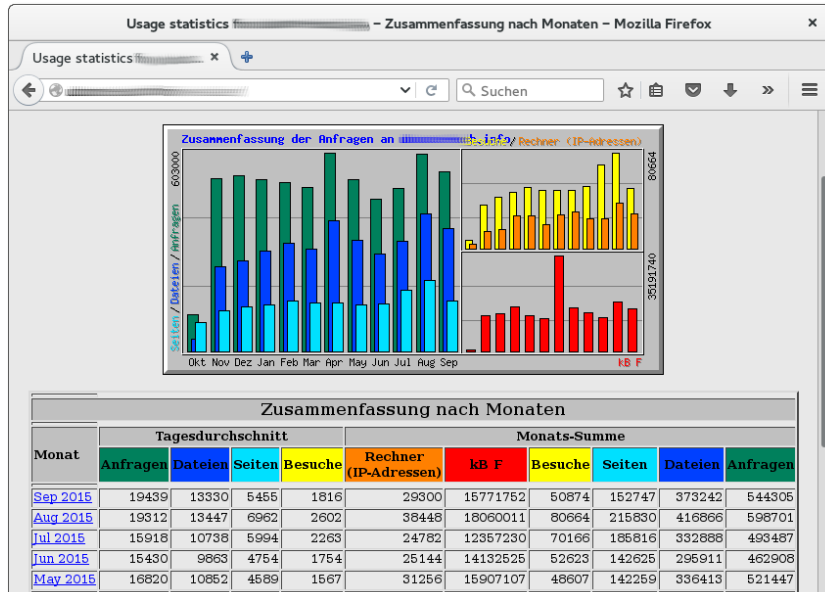 Usage statistics – Zusammenfassung nach Monaten – Mozilla Firefox
Usage statistics
Suchen
Zusammenfassung der Anfragen an
Besuche/Rechner (IP-Adressen)
603000
Seiten/Dateien/Anfragen
80664
35191740
Okt Nov Dez Jan Feb Mar Apr May Jun Jul Aug Sep
kB F
Zusammenfassung nach Monaten
Monat Tagesdurchschnitt Monats-Summe
Anfragen Dateien Seiten Besuche Rechner (IP-Adressen) kB F Besuche Seiten Dateien Anfragen
Sep 2015 19439 13330 5455 1816 29300 15771752 50874 152747 373242 544305
Aug 2015 19312 13447 6962 2602 38448 18060011 80664 215830 416866 598701
Jul 2015 15918 10738 5994 2263 24782 12357230 70166 185816 332888 493487
Jun 2015 15430 9863 4754 1754 25144 14132525 52623 142625 295911 462908
May 2015 16820 10852 4589 1567 31256 15907107 48607 142259 336413 521447